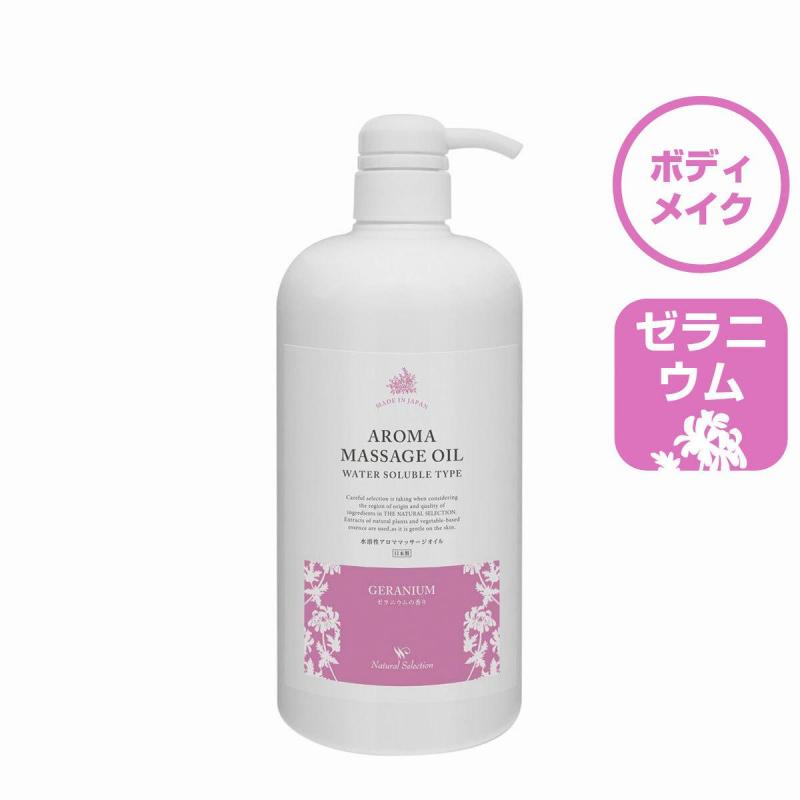 ボディ
メイク
ゼラニ
ウム
MADE IN JAPAN
AROMA
MASSAGE OIL
WATER SOLUBLE TYPE
Careful selection is taking when considering
the region of origin and quality of
ingredients in THE NATURAL SELECTION.
Extracts of natural plants and vegetable-based
essence are used,as it is gentle on the skin.
水溶性アロママッサージオイル
日本製
GERANIUM
ゼラニウムの香り
Natural Selection